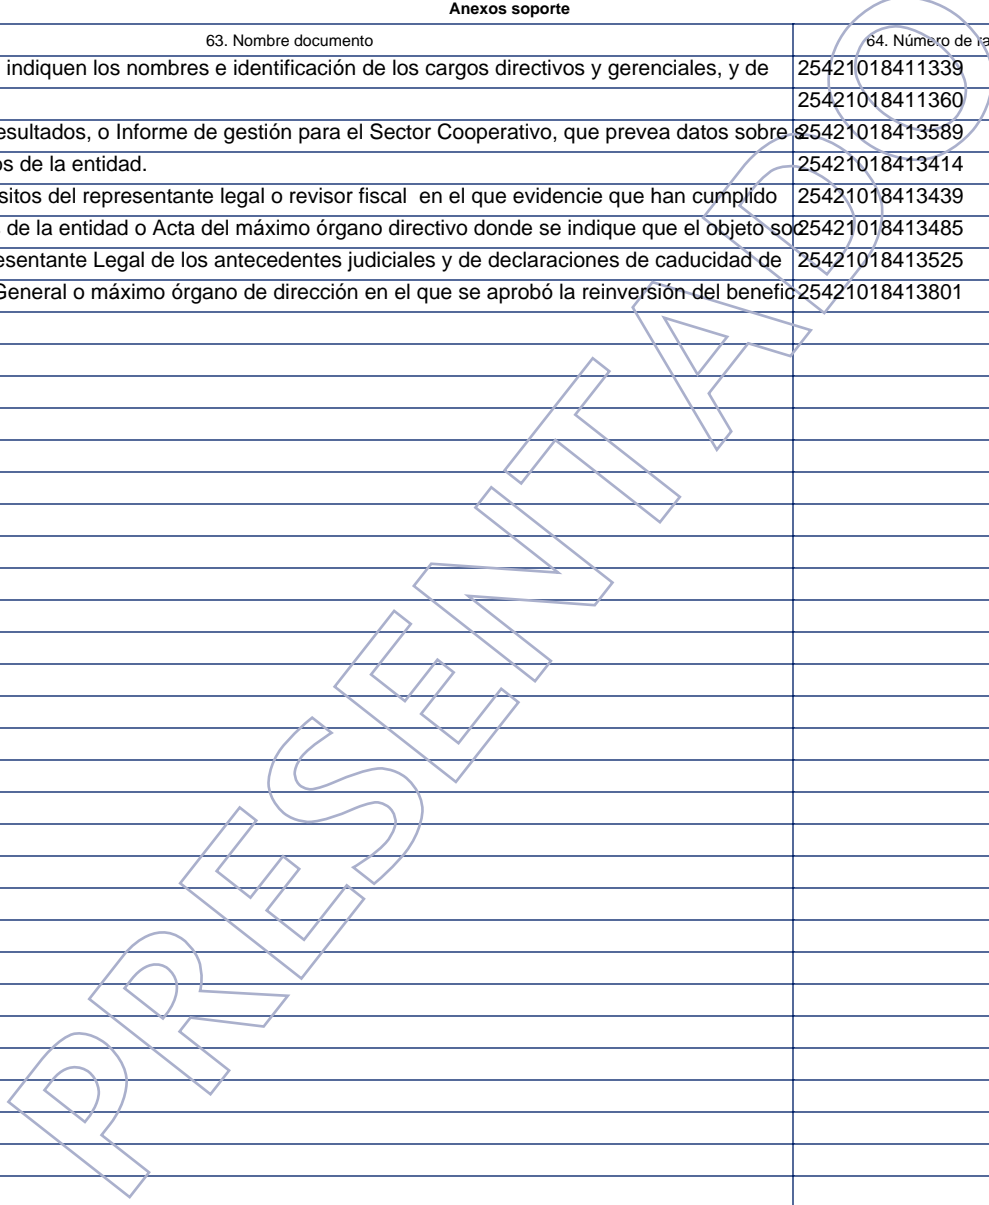 Anexos soporte
63. Nombre documento 64. Número de
indiquen los nombres e identificación de los cargos directivos y gerenciales, y de 25421018411339
25421018411360
esultados, o Informe de gestión para el Sector Cooperativo, que prevea datos sobre 25421018413589
os de la entidad. 25421018413414
sitos del representante legal o revisor fiscal en el que evidencie que han cumplido 25421018413439
de la entidad o Acta del máximo órgano directivo donde se indique que el objeto soc 25421018413485
esentante Legal de los antecedentes judiciales y de declaraciones de caducidad de 25421018413525
General o máximo órgano de dirección en el que se aprobó la reinversión del benefic 25421018413801
PRESENTADO